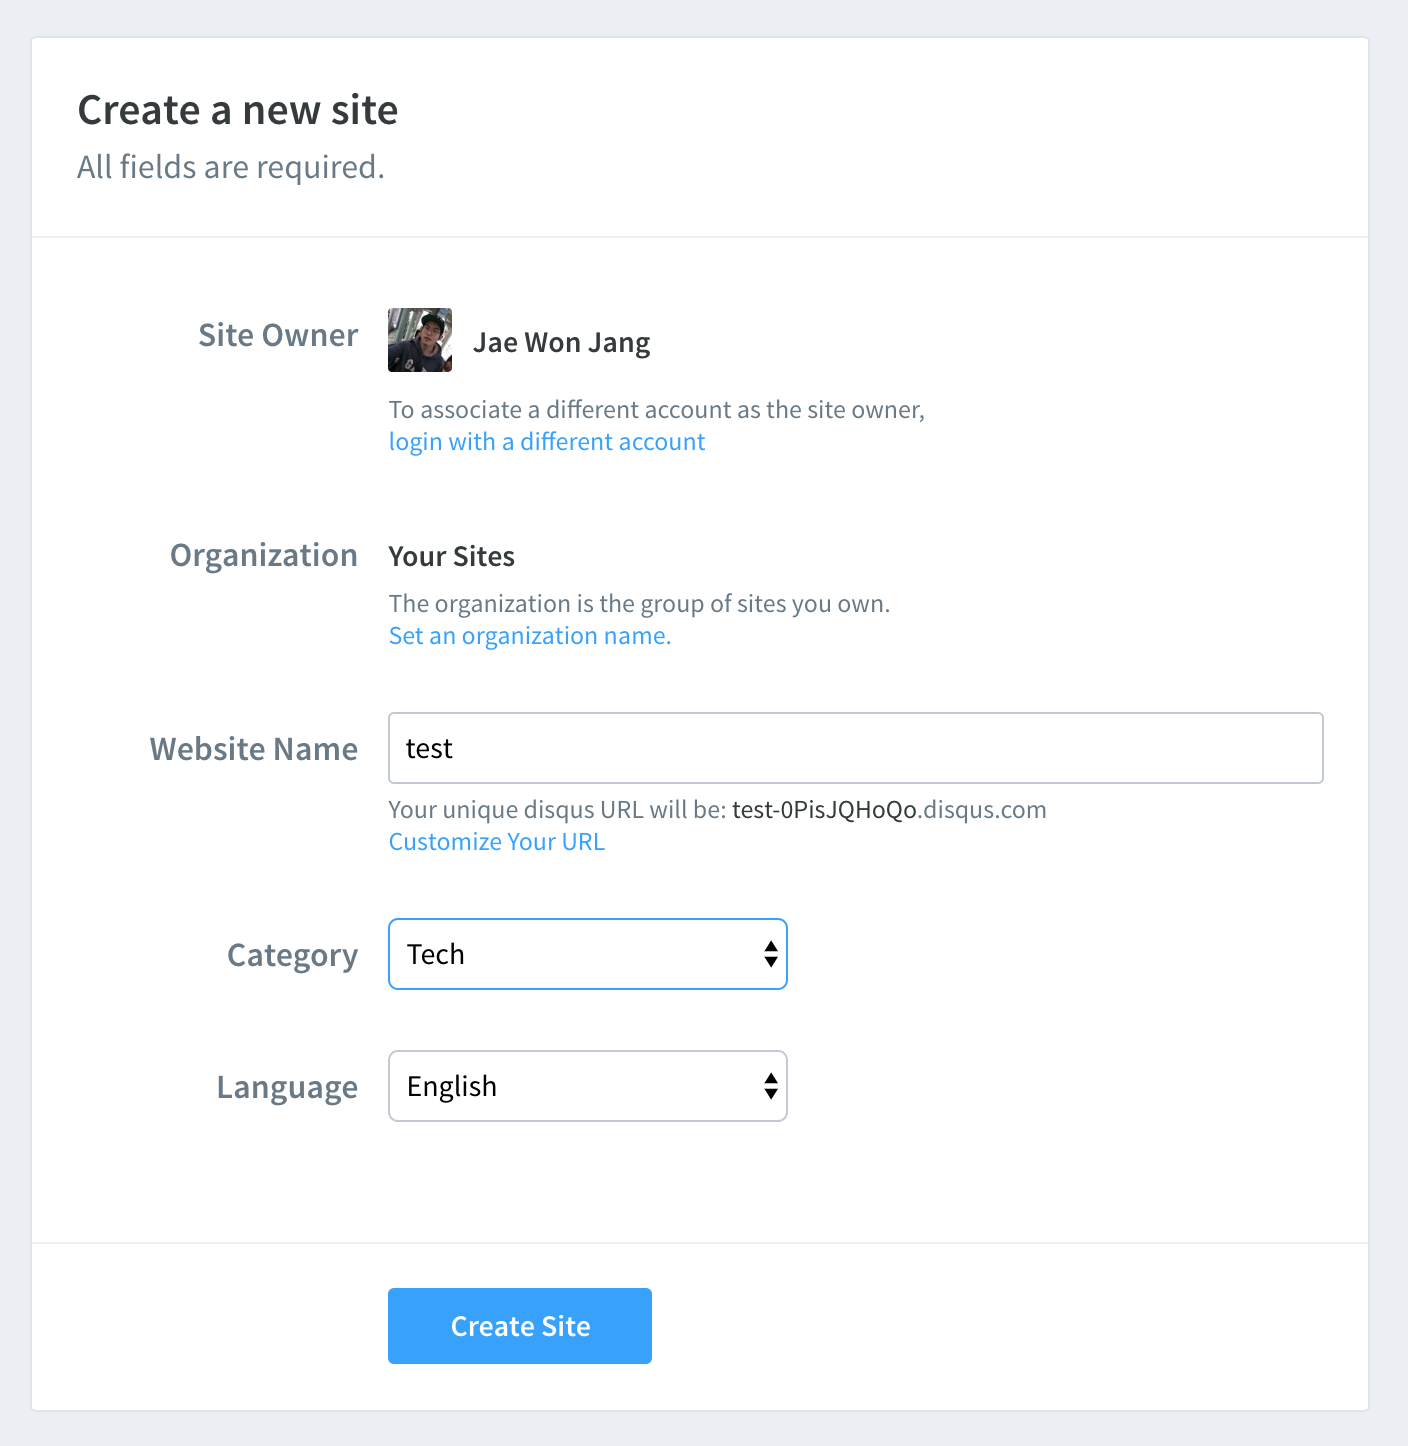 Create a new site
All fields are required.
Site Owner
Jae Won Jang
To associate a different account as the site owner,
login with a different account
Organization
Your Sites
The organization is the group of sites you own.
Set an organization name.
Website Name
test
Your unique disqus URL will be: test-0PisJQHoQo.disqus.com
Customize Your URL
Category
Tech
Language
English
Create Site